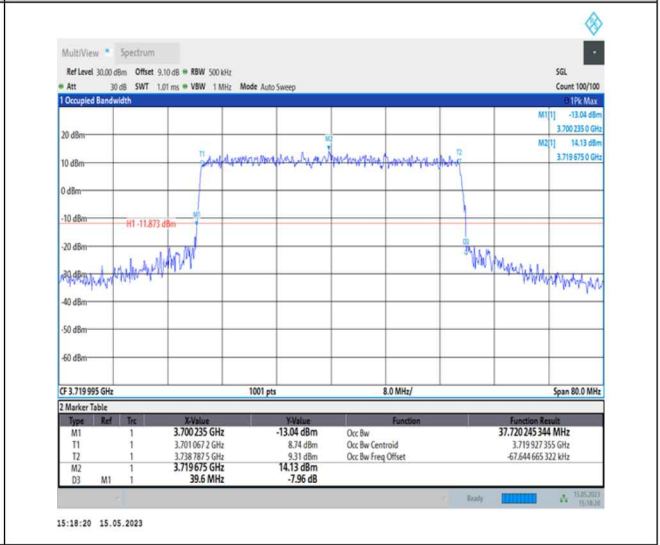 MultiView Spectrum
Ref Level 30.00 dBm Offset 9.10 dB RBW 500 kHz SGL
Att 30 dB SWT 1.01 ms VBW 1 MHz Mode Auto Sweep Count 100/100
1 Occupied Bandwidth 1Pk Max
M1[1] -13.04 dBm
3.700 235 0 GHz
M2[1] 14.13 dBm
3.719 675 0 GHz
20 dBm
M2
T1 T2
10 dBm
0 dBm
-10 dBm
M1
H1 -11.873 dBm
-20 dBm
D3
-30 dBm
-40 dBm
-50 dBm
-60 dBm
CF 3.719 995 GHz 1001 pts 8.0 MHz/ Span 80.0 MHz
2 Marker Table
Type Ref Trc X-Value Y-Value Function Function Result
M1 1 3.700 235 GHz -13.04 dBm Occ Bw 37.720 245 344 MHz
T1 1 3.701 067 2 GHz 8.74 dBm Occ Bw Centroid 3.719 927 355 GHz
T2 1 3.738 787 5 GHz 9.31 dBm Occ Bw Freq Offset -67.644 665 322 kHz
M2 1 3.719 675 GHz 14.13 dBm
D3 M1 1 39.6 MHz -7.96 dB
Ready 15.05.2023
15:18:20
15:18:20 15.05.2023